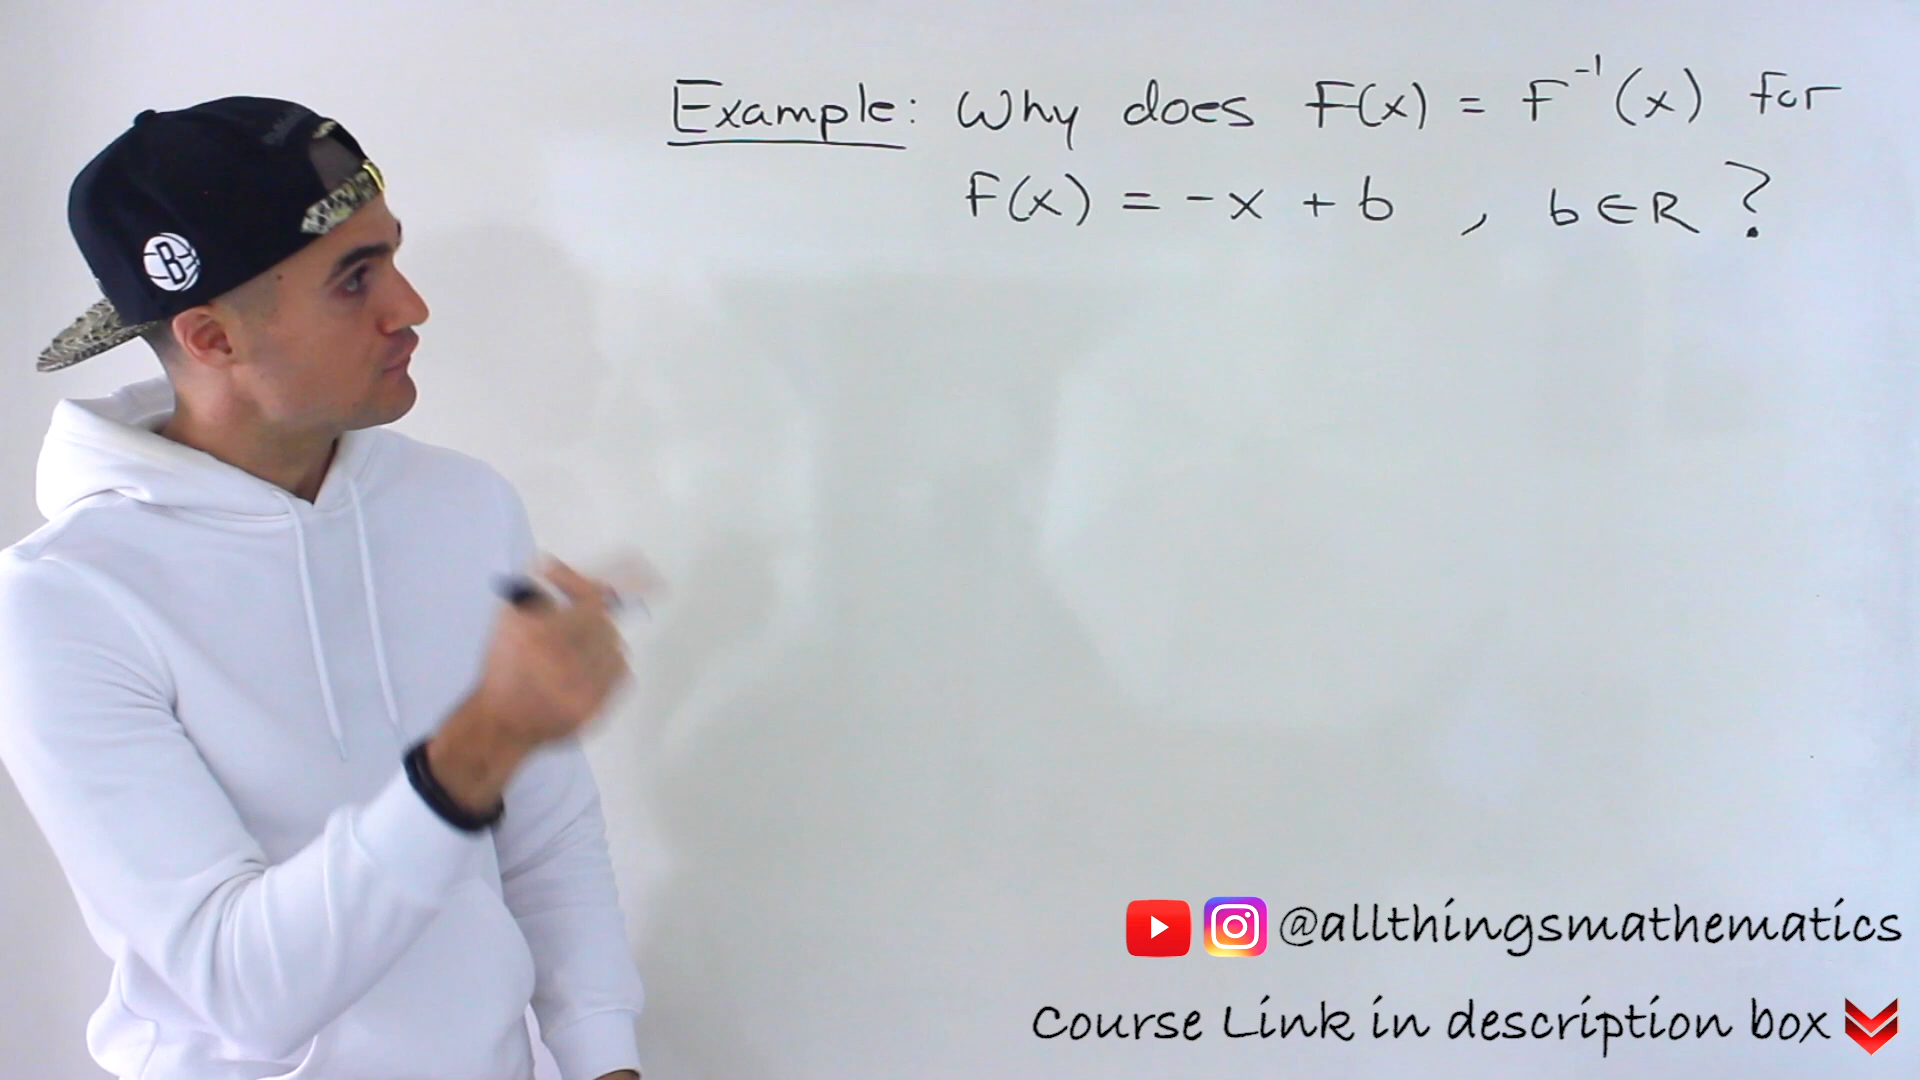 Example: Why does F(x) = F⁻¹(x) for
F(x) = -x + b , b ∈ R ?
B
@allthingsmathematics
Course Link in description box